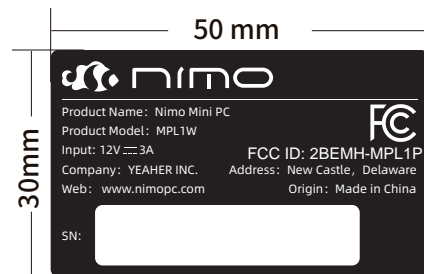 50 mm
30mm
nimo
Product Name: Nimo Mini PC
Product Model: MPL1W
FC
Input: 12V⎓3A
FCC ID: 2BEMH-MPL1P
Company: YEAHER INC.
Address: New Castle, Delaware
Web: www.nimopc.com
Origin: Made in China
SN: